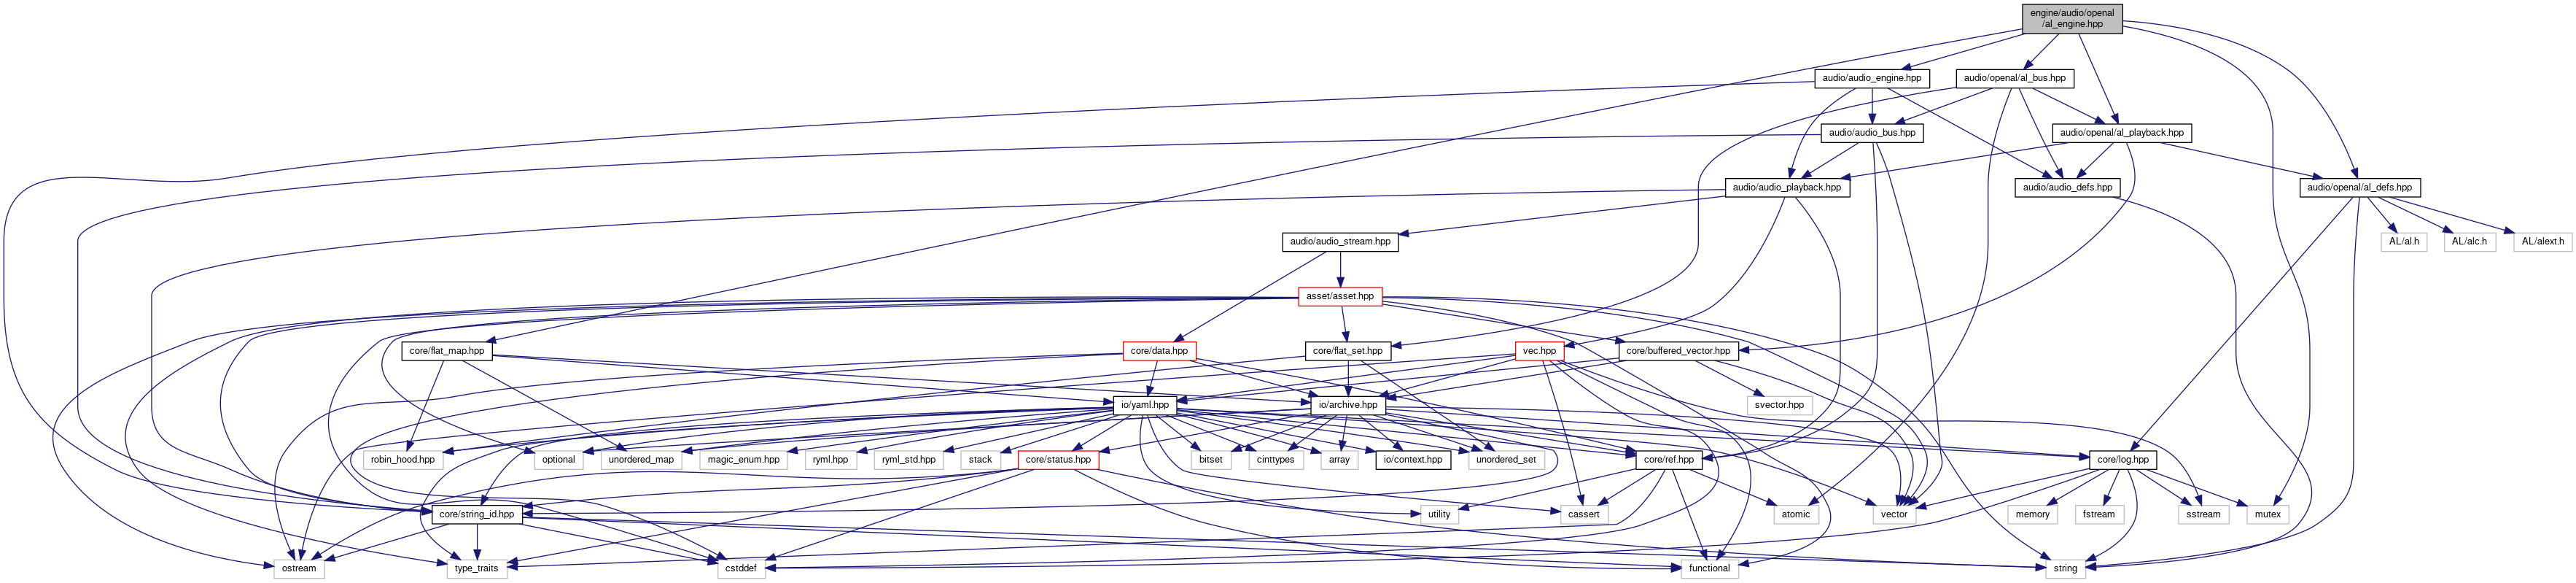 engine/audio/openal
/al_engine.hpp
audio/audio_engine.hpp
audio/openal/al_bus.hpp
audio/audio_bus.hpp
audio/openal/al_playback.hpp
audio/audio_playback.hpp
audio/audio_defs.hpp
audio/openal/al_defs.hpp
audio/audio_stream.hpp
AL/al.h
AL/alc.h
AL/alext.h
asset/asset.hpp
core/flat_map.hpp
core/data.hpp
core/flat_set.hpp
vec.hpp
core/buffered_vector.hpp
io/yaml.hpp
io/archive.hpp
svector.hpp
robin_hood.hpp
optional
unordered_map
magic_enum.hpp
ryml.hpp
ryml_std.hpp
stack
core/status.hpp
bitset
cinttypes
array
io/context.hpp
unordered_set
core/ref.hpp
core/log.hpp
core/string_id.hpp
utility
cassert
atomic
vector
memory
fstream
sstream
mutex
ostream
type_traits
cstddef
functional
string